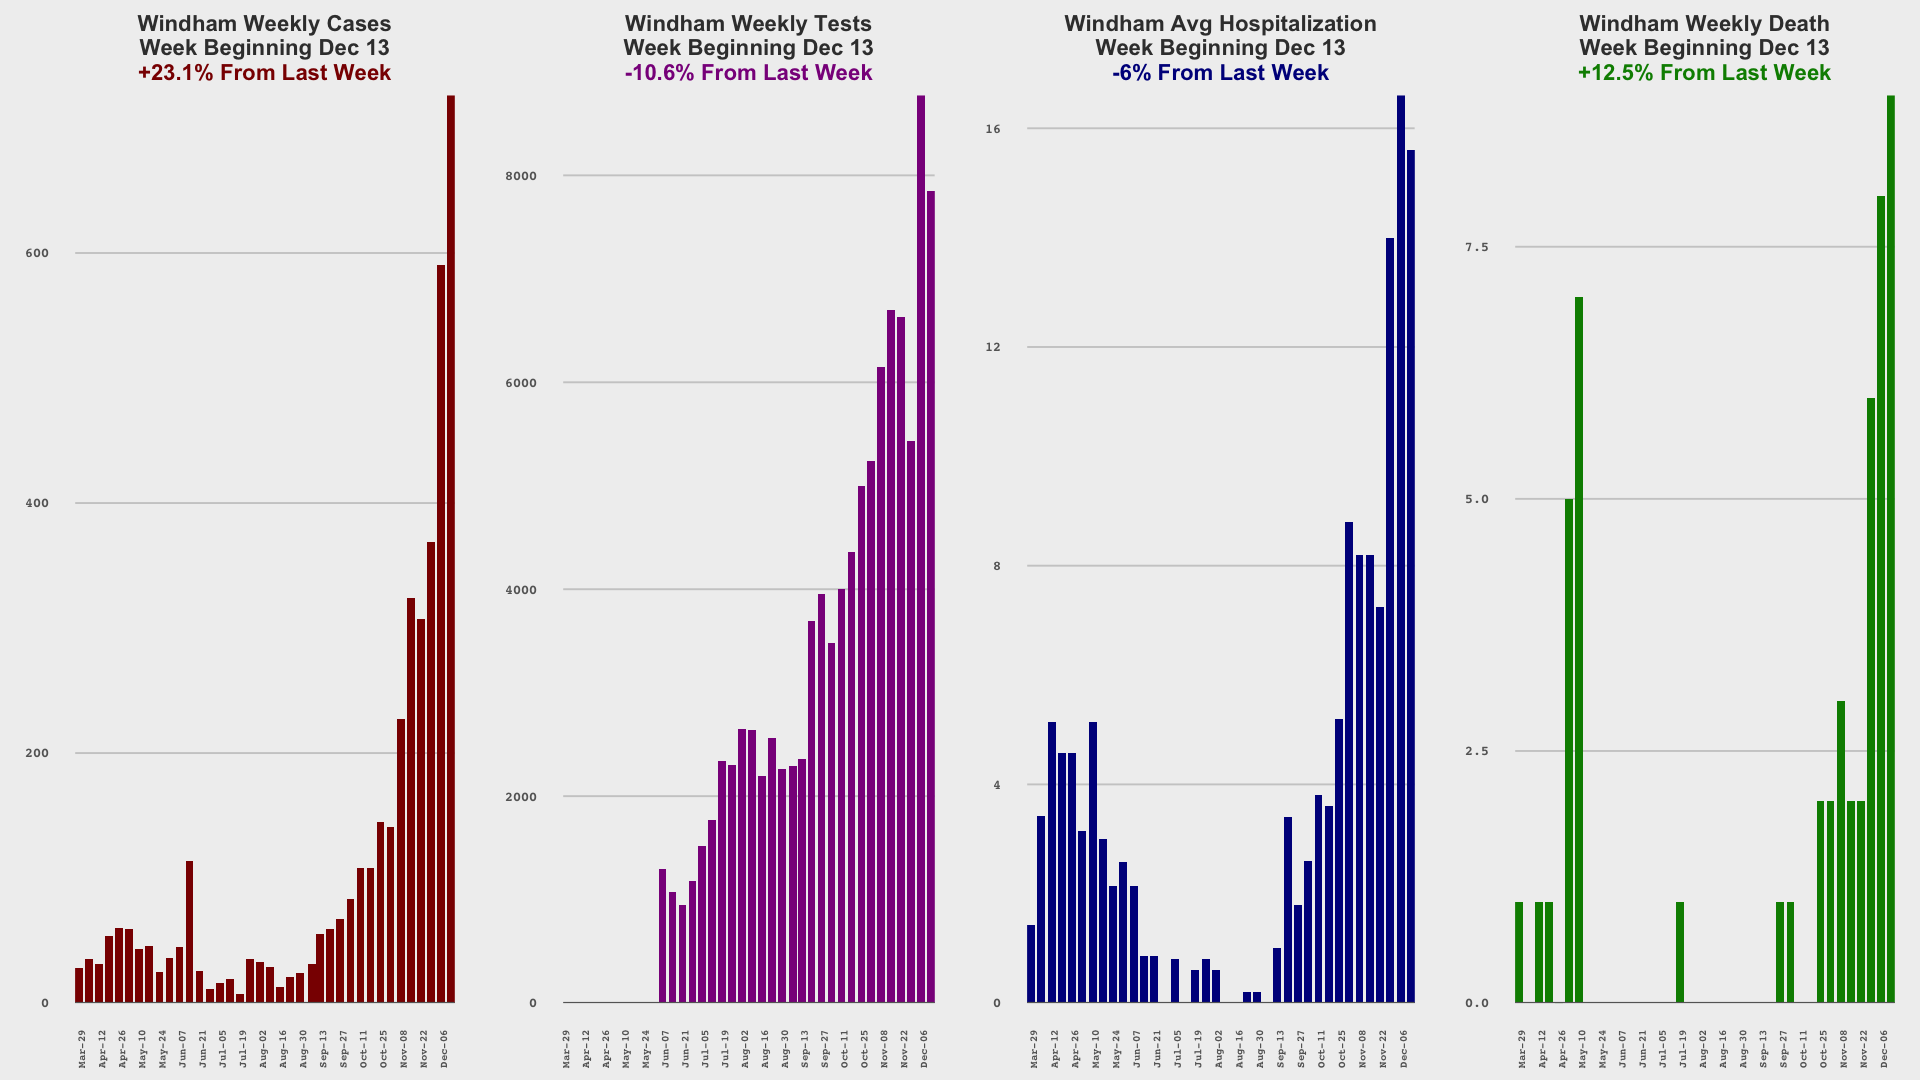 Windham Weekly Cases
Week Beginning Dec 13
+23.1% From Last Week
600
400
200
0
Mar-29 Apr-12 Apr-26 May-10 May-24 Jun-07 Jun-21 Jul-05 Jul-19 Aug-02 Aug-16 Aug-30 Sep-13 Sep-27 Oct-11 Oct-25 Nov-08 Nov-22 Dec-06
Windham Weekly Tests
Week Beginning Dec 13
-10.6% From Last Week
8000
6000
4000
2000
0
Mar-29 Apr-12 Apr-26 May-10 May-24 Jun-07 Jun-21 Jul-05 Jul-19 Aug-02 Aug-16 Aug-30 Sep-13 Sep-27 Oct-11 Oct-25 Nov-08 Nov-22 Dec-06
Windham Avg Hospitalization
Week Beginning Dec 13
-6% From Last Week
16
12
8
4
0
Mar-29 Apr-12 Apr-26 May-10 May-24 Jun-07 Jun-21 Jul-05 Jul-19 Aug-02 Aug-16 Aug-30 Sep-13 Sep-27 Oct-11 Oct-25 Nov-08 Nov-22 Dec-06
Windham Weekly Death
Week Beginning Dec 13
+12.5% From Last Week
7.5
5.0
2.5
0.0
Mar-29 Apr-12 Apr-26 May-10 May-24 Jun-07 Jun-21 Jul-05 Jul-19 Aug-02 Aug-16 Aug-30 Sep-13 Sep-27 Oct-11 Oct-25 Nov-08 Nov-22 Dec-06